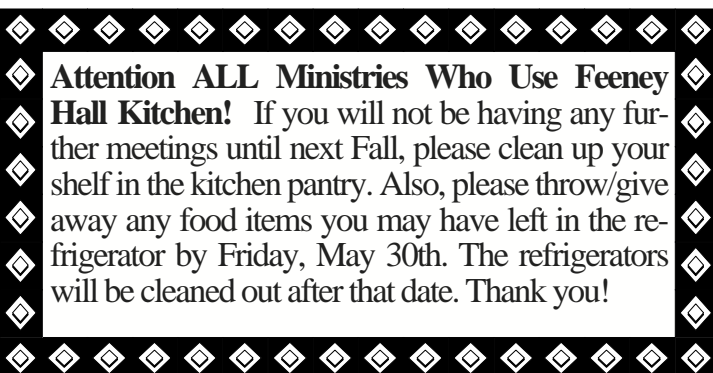 Attention ALL Ministries Who Use Feeney
Hall Kitchen! If you will not be having any fur-
ther meetings until next Fall, please clean up your
shelf in the kitchen pantry. Also, please throw/give
away any food items you may have left in the re-
frigerator by Friday, May 30th. The refrigerators
will be cleaned out after that date. Thank you!